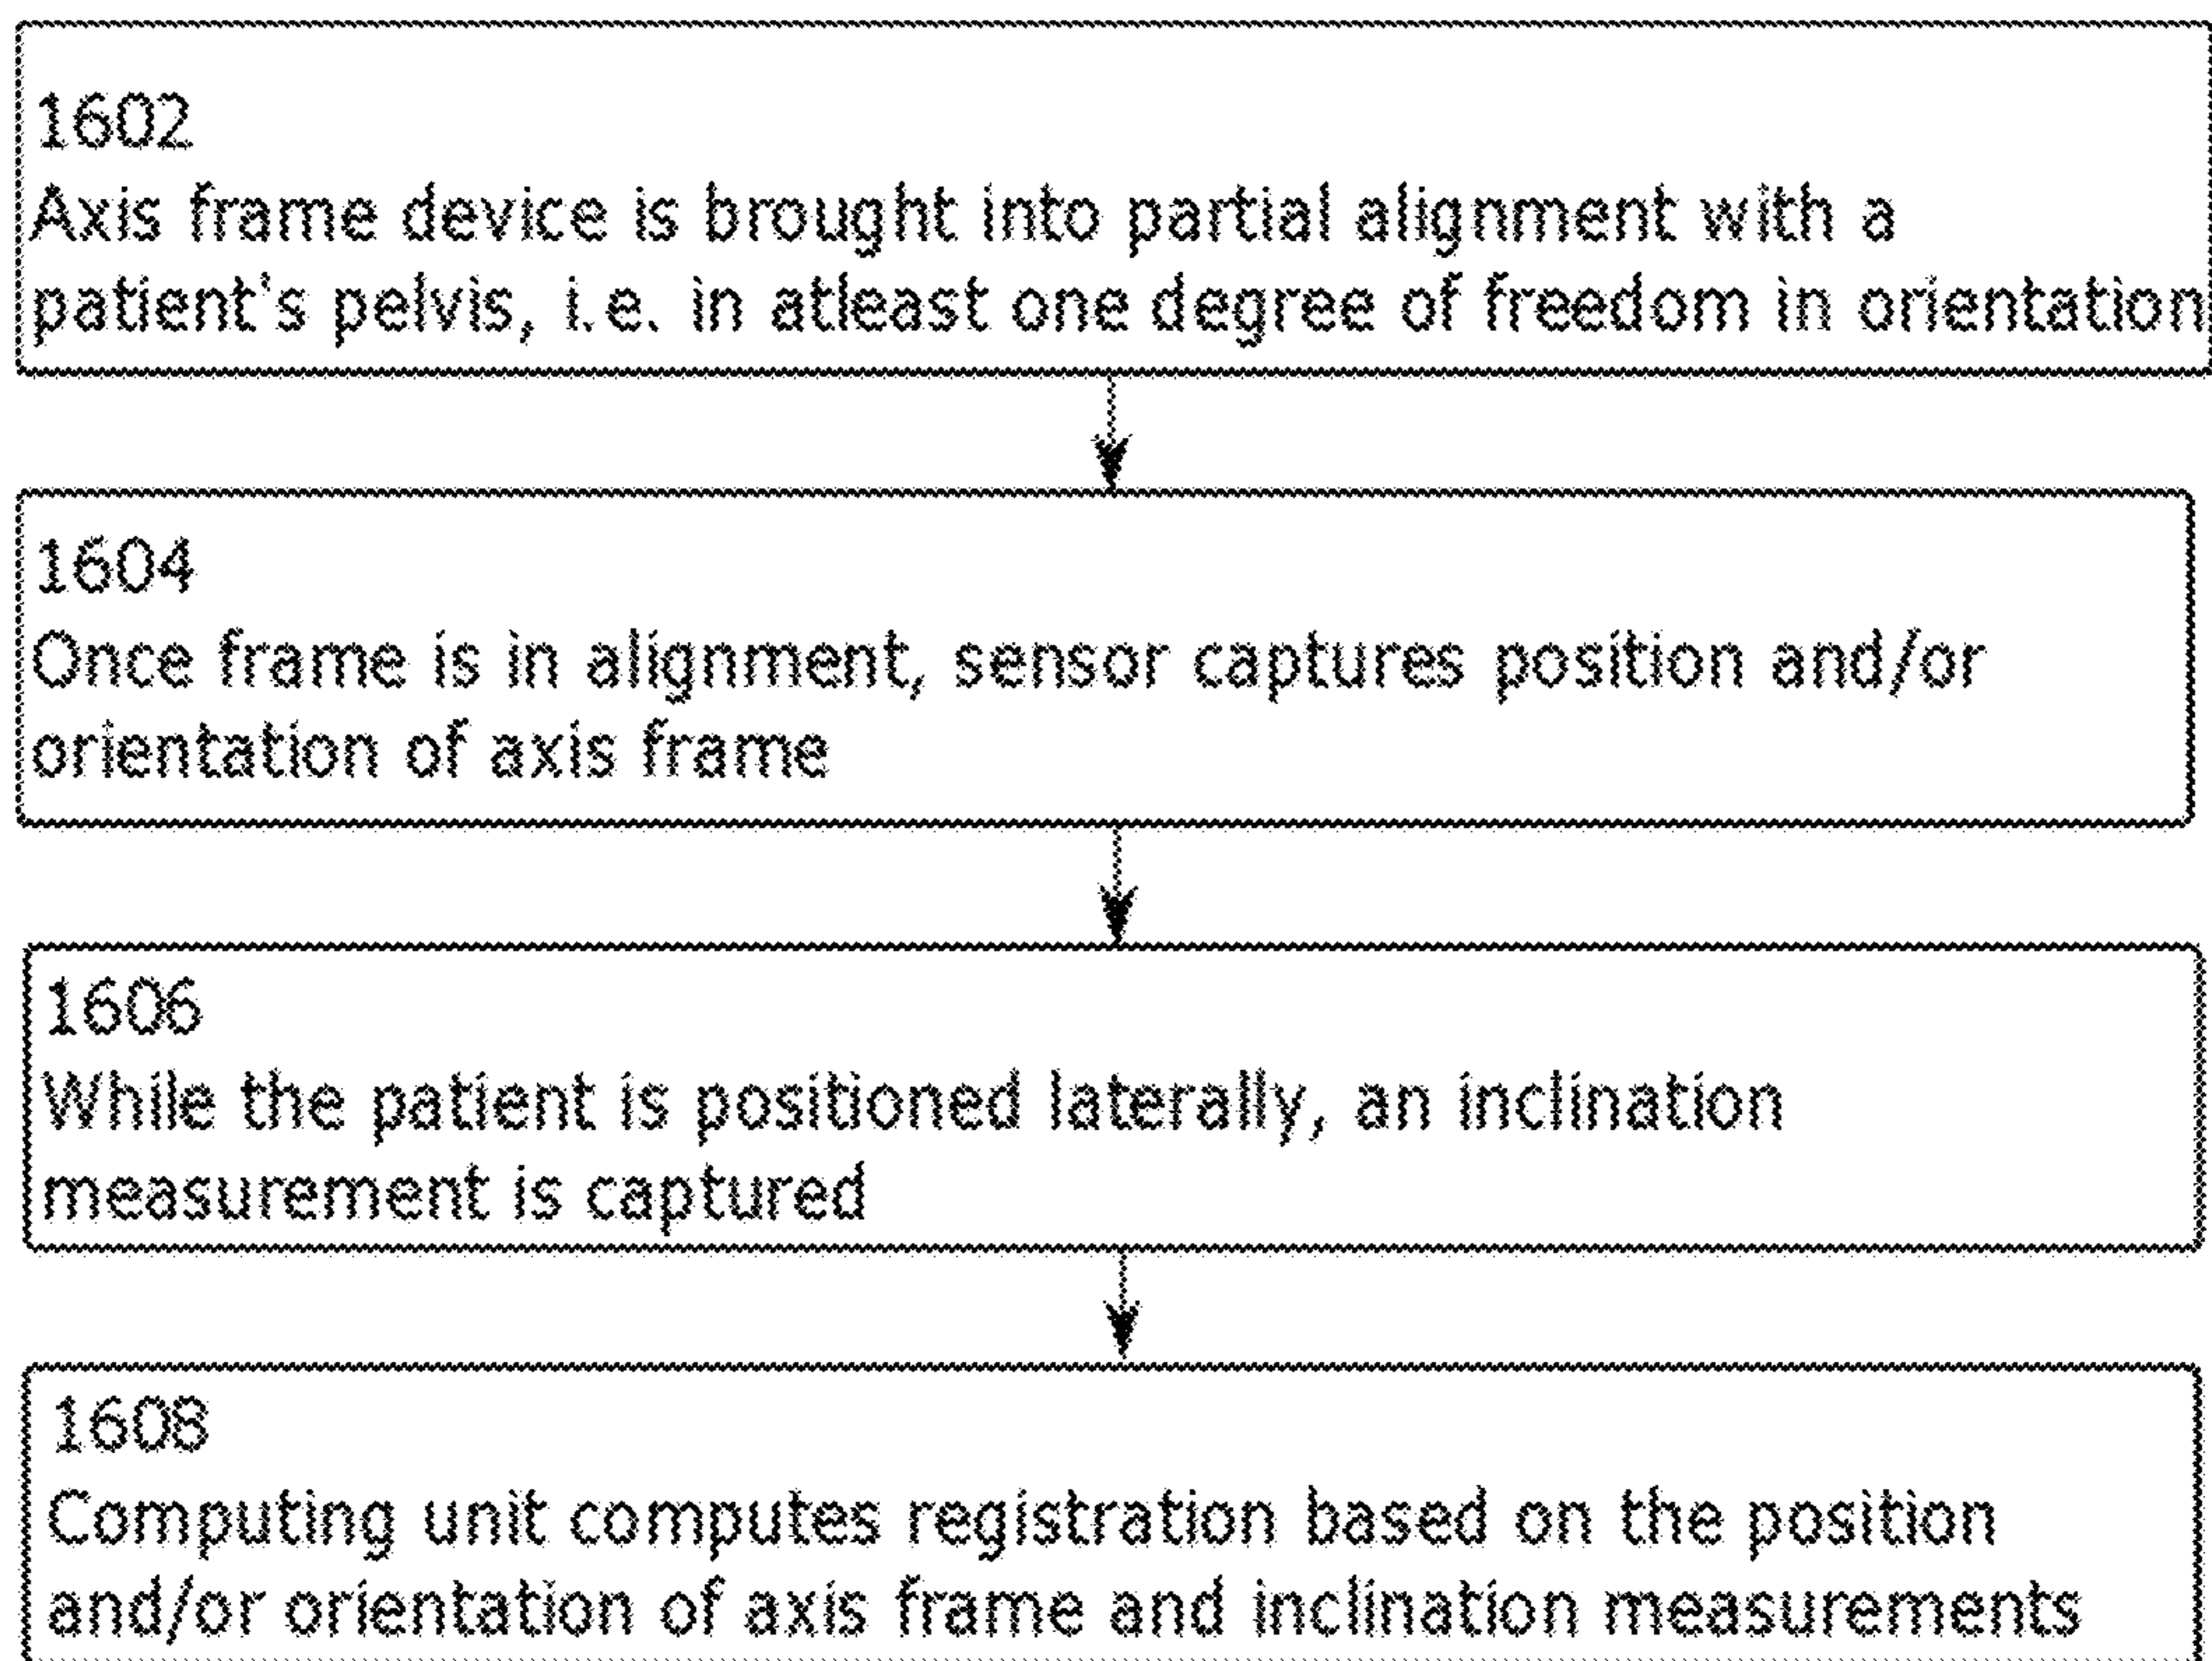 1602
Axis frame device is brought into partial alignment with a
patient's pelvis, i.e. in atleast one degree of freedom in orientation
1604
Once frame is in alignment, sensor captures position and/or
orientation of axis frame
1606
While the patient is positioned laterally, an inclination
measurement is captured
1608
Computing unit computes registration based on the position
and/or orientation of axis frame and inclination measurements